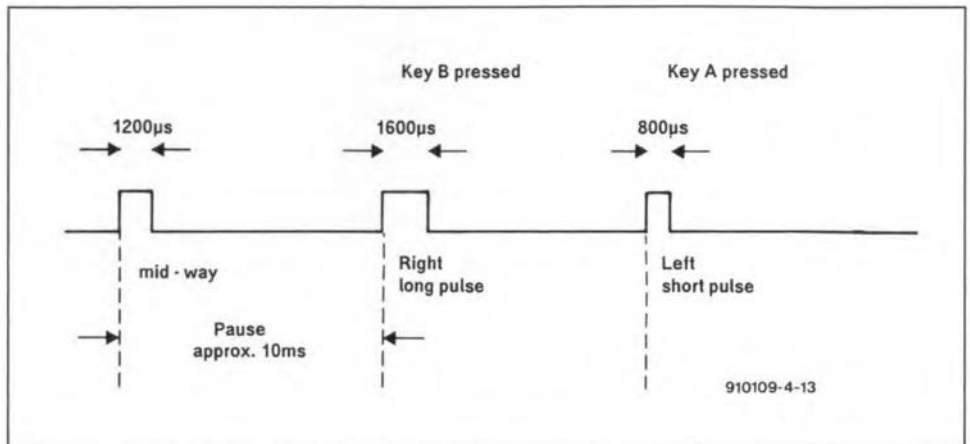 Key B pressed
Key A pressed
1200µs
1600µs
800µs
mid - way
Right
long pulse
Left
short pulse
Pause
approx. 10ms
910109-4-13